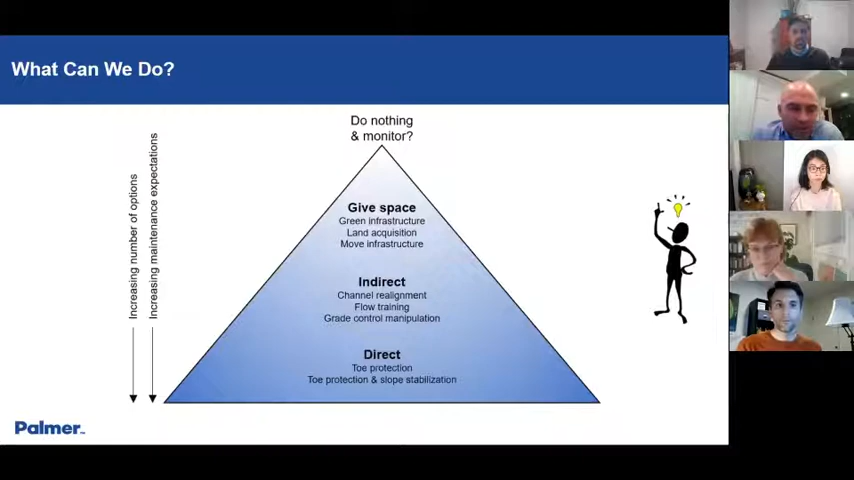 What Can We Do?
Do nothing
& monitor?
Increasing number of options
Increasing maintenance expectations
Give space
Green infrastructure
Land acquisition
Move infrastructure
Indirect
Channel realignment
Flow training
Grade control manipulation
Direct
Toe protection
Toe protection & slope stabilization
Palmer™